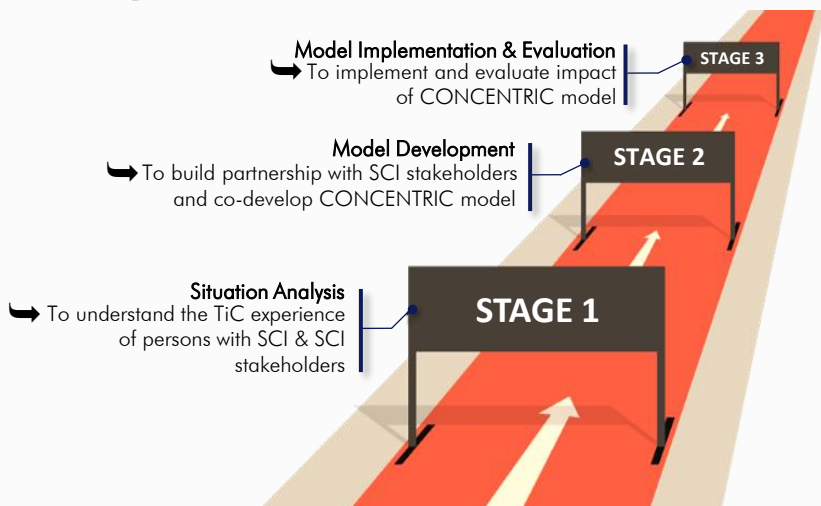 Model Implementation & Evaluation
To implement and evaluate impact
of CONCENTRIC model
STAGE 3
Model Development
To build partnership with SCI stakeholders
and co-develop CONCENTRIC model
STAGE 2
Situation Analysis
To understand the TiC experience
of persons with SCI & SCI
stakeholders
STAGE 1